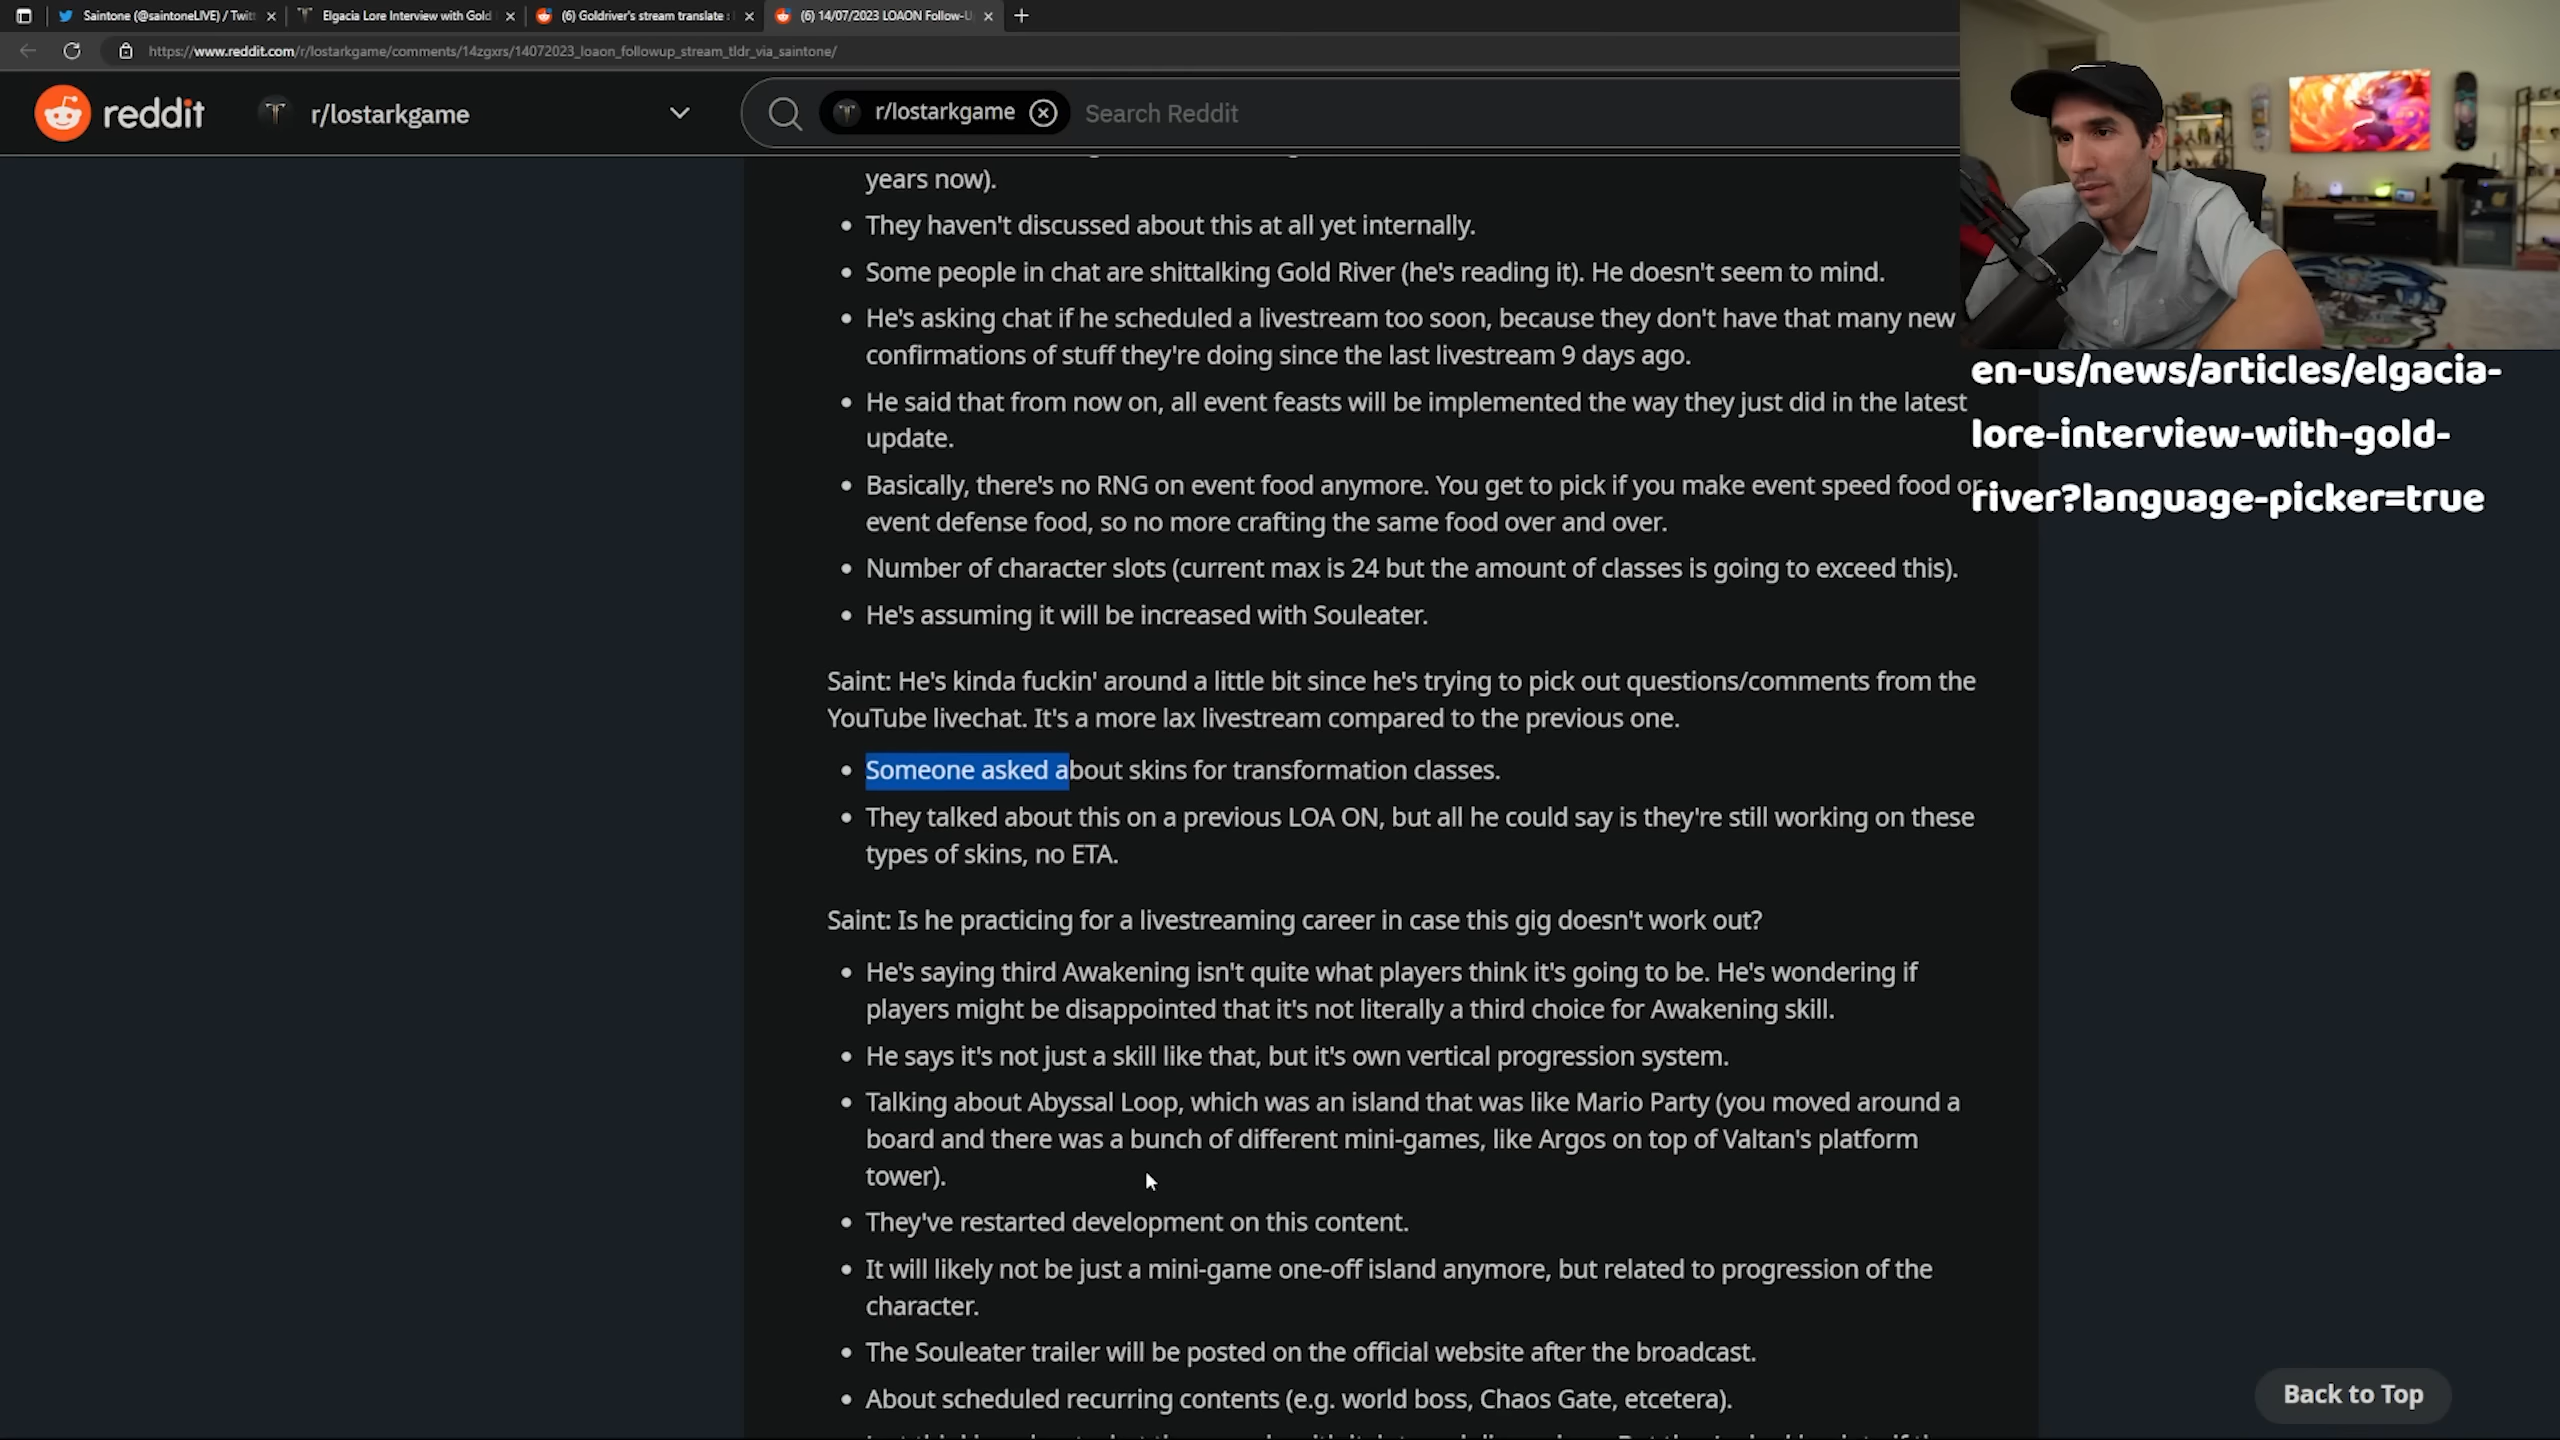 Saintone (@saintoneLIVE) / Twitt
Elgacia Lore Interview with Gold
(6) Goldriver's stream translate :
(6) 14/07/2023 LOAON Follow-U
https://www.reddit.com/r/lostarkgame/comments/14zgxrs/14072023_loaon_followup_stream_tldr_via_saintone/
reddit
r/lostarkgame
r/lostarkgame
Search Reddit
years now).
They haven't discussed about this at all yet internally.
Some people in chat are shittalking Gold River (he's reading it). He doesn't seem to mind.
He's asking chat if he scheduled a livestream too soon, because they don't have that many new
confirmations of stuff they're doing since the last livestream 9 days ago.
He said that from now on, all event feasts will be implemented the way they just did in the latest
update.
Basically, there's no RNG on event food anymore. You get to pick if you make event speed food or
event defense food, so no more crafting the same food over and over.
Number of character slots (current max is 24 but the amount of classes is going to exceed this).
He's assuming it will be increased with Souleater.
Saint: He's kinda fuckin' around a little bit since he's trying to pick out questions/comments from the
YouTube livechat. It's a more lax livestream compared to the previous one.
Someone asked about skins for transformation classes.
They talked about this on a previous LOA ON, but all he could say is they're still working on these
types of skins, no ETA.
Saint: Is he practicing for a livestreaming career in case this gig doesn't work out?
He's saying third Awakening isn't quite what players think it's going to be. He's wondering if
players might be disappointed that it's not literally a third choice for Awakening skill.
He says it's not just a skill like that, but it's own vertical progression system.
Talking about Abyssal Loop, which was an island that was like Mario Party (you moved around a
board and there was a bunch of different mini-games, like Argos on top of Valtan's platform
tower).
They've restarted development on this content.
It will likely not be just a mini-game one-off island anymore, but related to progression of the
character.
The Souleater trailer will be posted on the official website after the broadcast.
About scheduled recurring contents (e.g. world boss, Chaos Gate, etcetera).
en-us/news/articles/elgacia-
lore-interview-with-gold-
river?language-picker=true
Back to Top